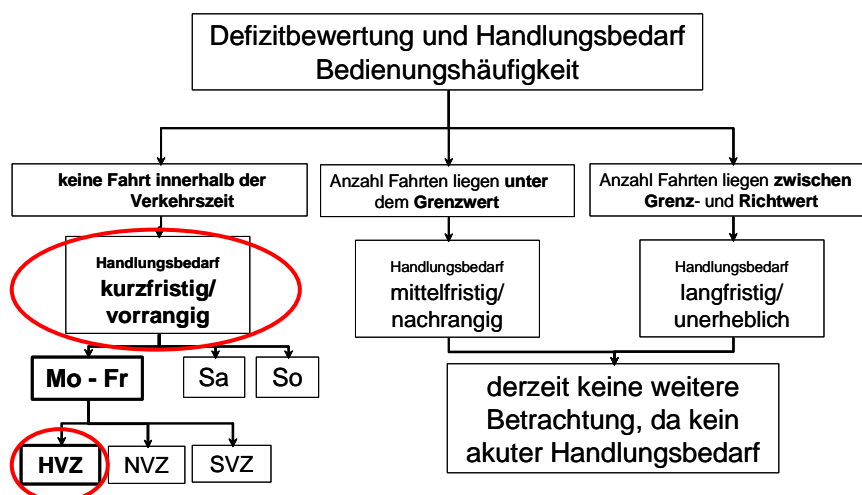 Defizitbewertung und Handlungsbedarf
Bedienungshäufigkeit
keine Fahrt innerhalb der
Verkehrszeit
Anzahl Fahrten liegen unter
dem Grenzwert
Anzahl Fahrten liegen zwischen
Grenz- und Richtwert
Handlungsbedarf
kurzfristig/
vorrangig
Handlungsbedarf
mittelfristig/
nachrangig
Handlungsbedarf
langfristig/
unerheblich
Mo - Fr
Sa
So
derzeit keine weitere
Betrachtung, da kein
akuter Handlungsbedarf
HVZ
NVZ
SVZ